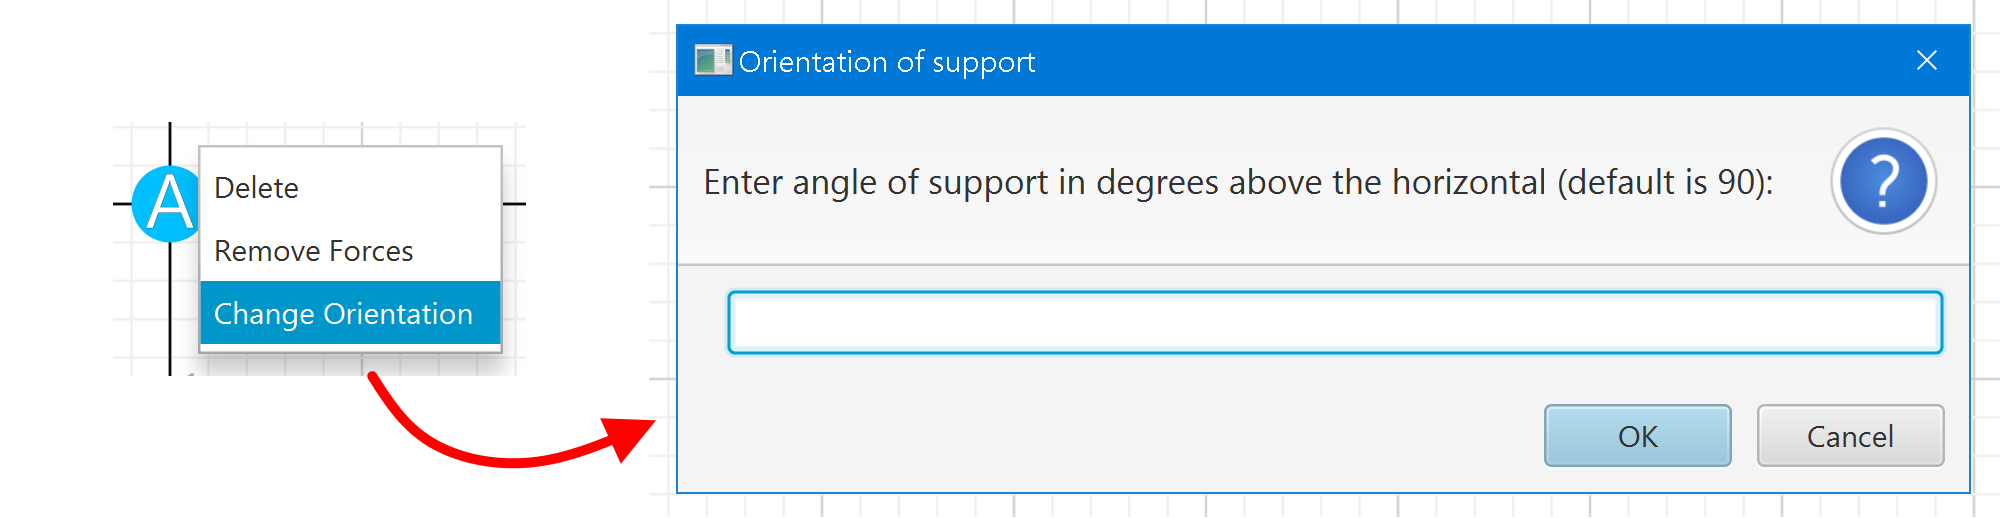 A
Delete
Remove Forces
Change Orientation
Orientation of support
Enter angle of support in degrees above the horizontal (default is 90):
?
OK
Cancel